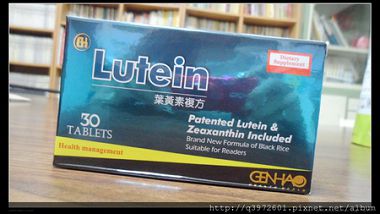 Dietary
Supplement
GH
Lutein
葉黃素複方
30
TABLETS
Patented Lutein &
Zeaxanthin Included
Brand New Formula of Black Rice
Suitable for Readers
Health management
GENHAO
http://q3972601.pixnet.net/album